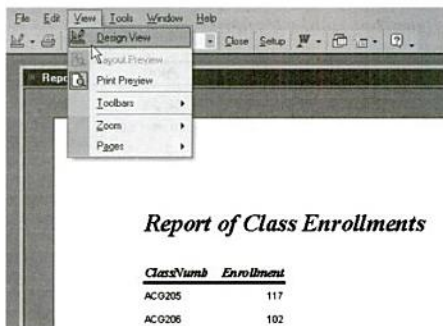 File Edit View Tools Window Help
Design View Close Setup
Layout Preview
Repo
Print Preview
Toolbars
Zoom
Pages
Report of Class Enrollments
ClassNumb Enrollment
ACG205 117
ACG206 102